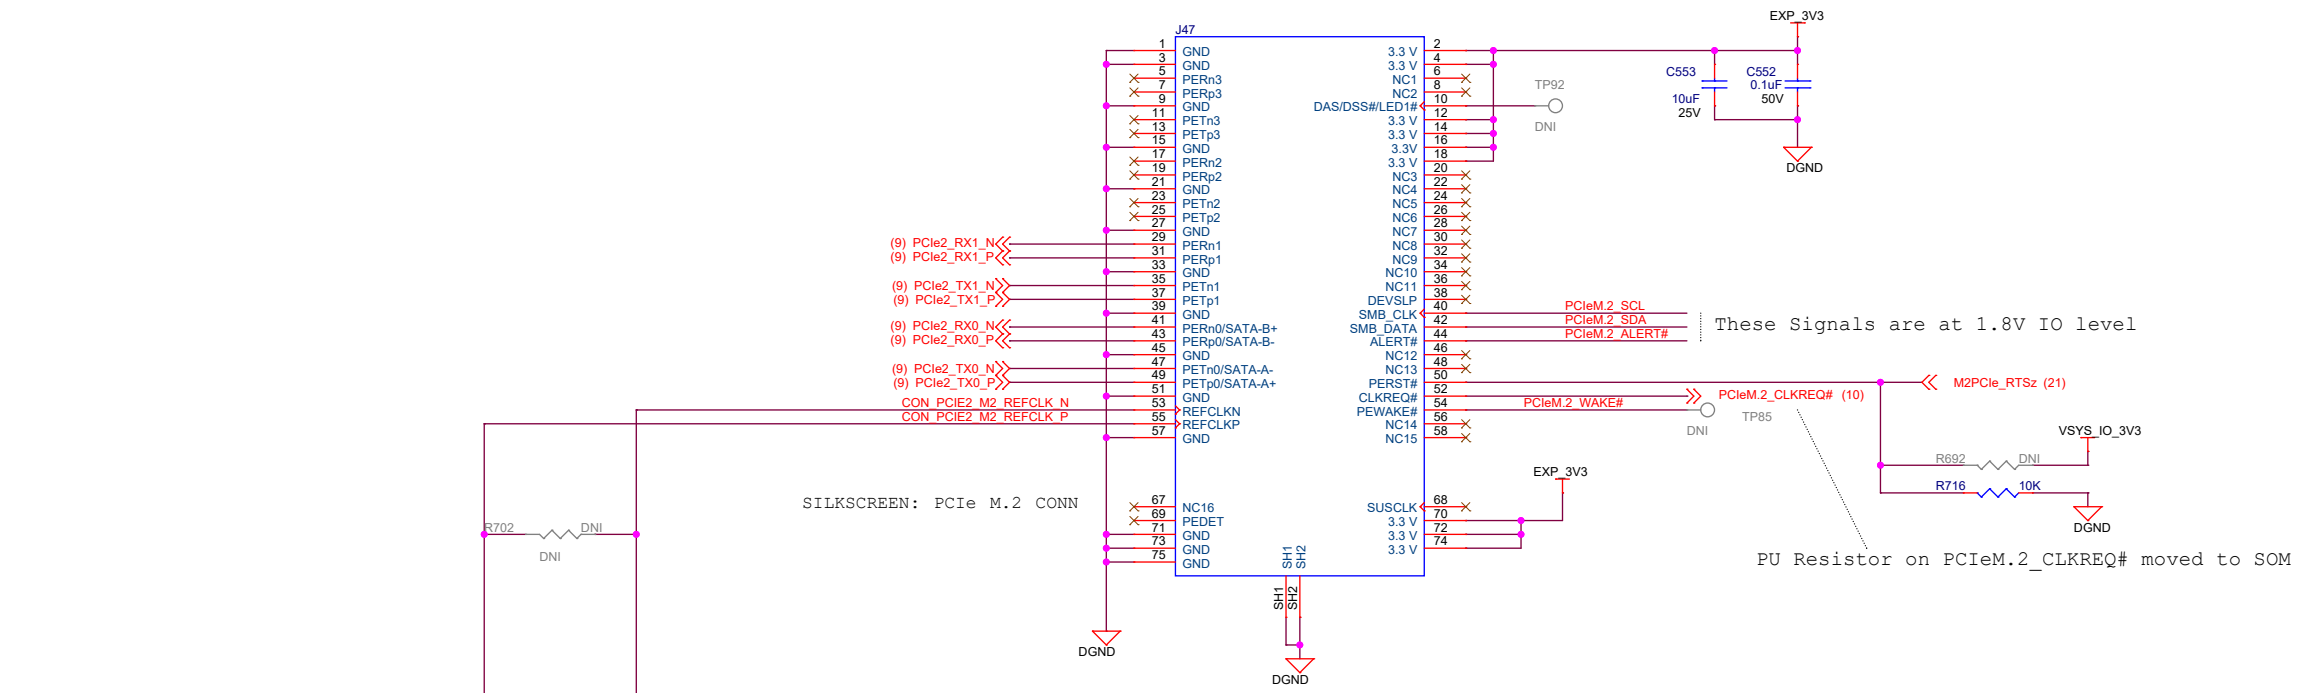 EXP_3V3
J47
1 GND 3.3 V 2
3 GND 3.3 V 4
5 PERn3 NC1 6
7 PERp3 NC2 8
9 GND DAS/DSS#/LED1# 10
11 PETn3 3.3 V 12
13 PETp3 3.3 V 14
15 GND 3.3V 16
17 PERn2 3.3 V 18
19 PERp2 NC3 20
21 GND NC4 22
23 PETn2 NC5 24
25 PETp2 NC6 26
27 GND NC7 28
(9) PCIe2_RX1_N 29 PERn1 NC8 30
(9) PCIe2_RX1_P 31 PERp1 NC9 32
33 GND NC10 34
(9) PCIe2_TX1_N 35 PETn1 NC11 36
(9) PCIe2_TX1_P 37 PETp1 DEVSLP 38
39 GND SMB_CLK 40 PCIeM.2_SCL
(9) PCIe2_RX0_N 41 PERn0/SATA-B+ SMB_DATA 42 PCIeM.2_SDA
(9) PCIe2_RX0_P 43 PERp0/SATA-B- ALERT# 44 PCIeM.2_ALERT#
45 GND NC12 46
(9) PCIe2_TX0_N 47 PETn0/SATA-A- NC13 48
(9) PCIe2_TX0_P 49 PETp0/SATA-A+ PERST# 50 M2PCIe_RTSz (21)
51 GND CLKREQ# 52 PCIeM.2_CLKREQ# (10)
CON_PCIE2_M2_REFCLK_N 53 REFCLKN PEWAKE# 54 PCIeM.2_WAKE#
CON_PCIE2_M2_REFCLK_P 55 REFCLKP NC14 56
57 GND NC15 58
67 NC16 SUSCLK 68
69 PEDET 3.3 V 70
71 GND 3.3 V 72
73 GND 3.3 V 74
75 GND
SH1 SH2
SH1 SH2
DGND
DGND
TP92
DNI
C553
10uF
25V
C552
0.1uF
50V
DGND
These Signals are at 1.8V IO level
TP85
DNI
VSYS_IO_3V3
R692 DNI
R716 10K
DGND
EXP_3V3
PU Resistor on PCIeM.2_CLKREQ# moved to SOM
SILKSCREEN: PCIe M.2 CONN
R702 DNI
DNI